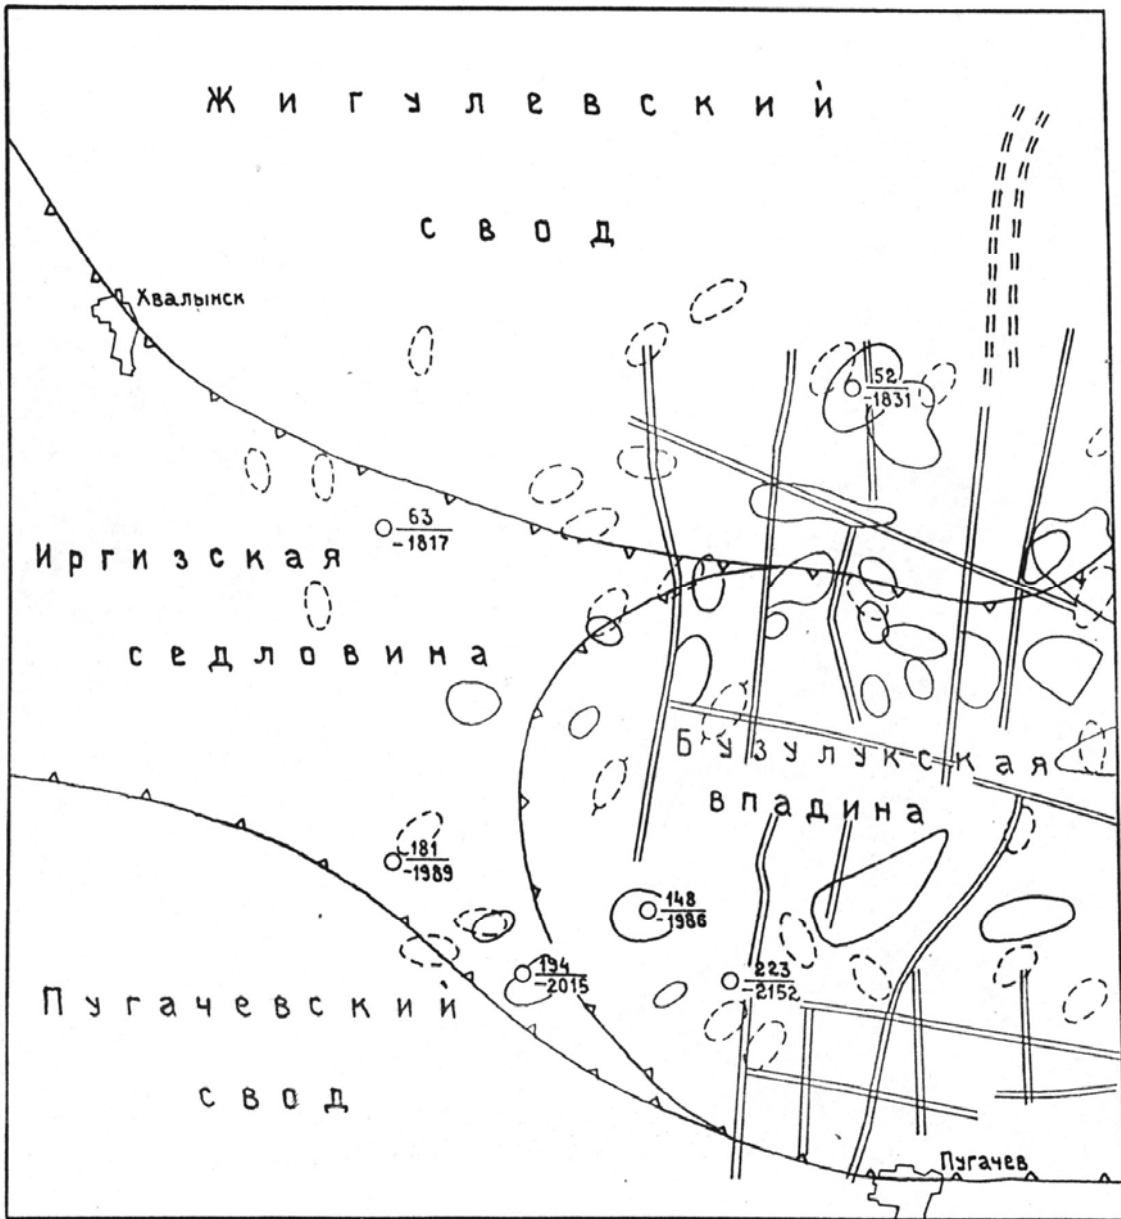 Жигулевский
свод
Хвалынск
52
-1831
63
-1817
Иргизская
седловина
Бузулукская
впадина
181
-1989
148
-1986
194
-2015
223
-2152
Пугачевский
свод
Пугачев